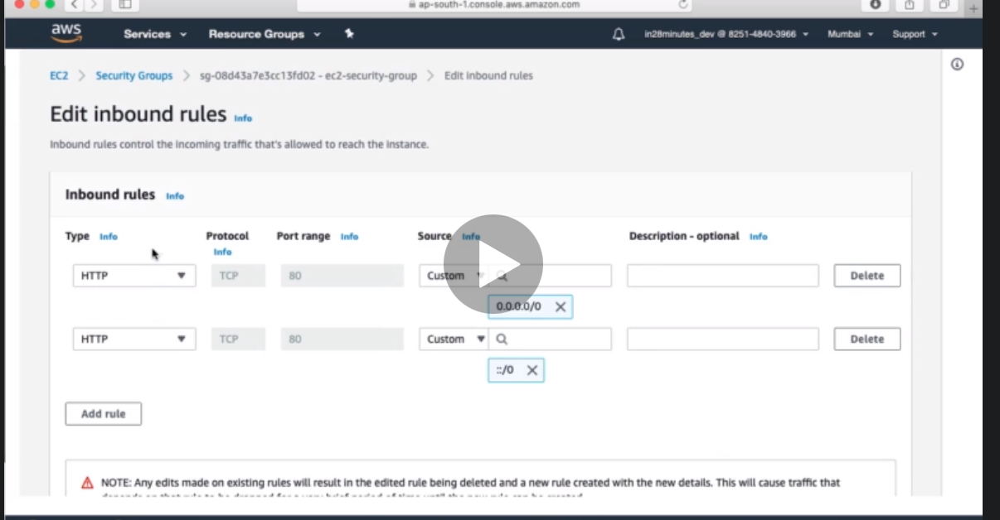 ap-south-1.console.aws.amazon.com
aws Services Resource Groups in28minutes_dev @ 8251-4840-3966 Mumbai Support
EC2 > Security Groups > sg-08d43a7e3cc13fd02 - ec2-security-group > Edit inbound rules
Edit inbound rules Info
Inbound rules control the incoming traffic that's allowed to reach the instance.
Inbound rules Info
Type Info Protocol Info Port range Info Source Info Description - optional Info
HTTP TCP 80 Custom Delete
0.0.0.0/0
HTTP TCP 80 Custom Delete
::/0
Add rule
NOTE: Any edits made on existing rules will result in the edited rule being deleted and a new rule created with the new details. This will cause traffic that